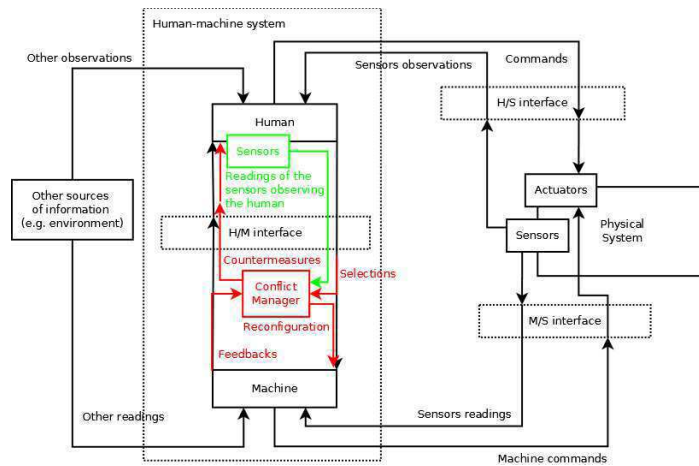 Human-machine system
Other observations
Sensors observations
Commands
H/S interface
Human
Sensors
Readings of the
sensors observing
the human
Other sources
of information
(e.g. environment)
Actuators
Sensors
Physical
System
H/M interface
Countermeasures
Selections
Conflict
Manager
Reconfiguration
M/S interface
Feedbacks
Machine
Other readings
Sensors readings
Machine commands